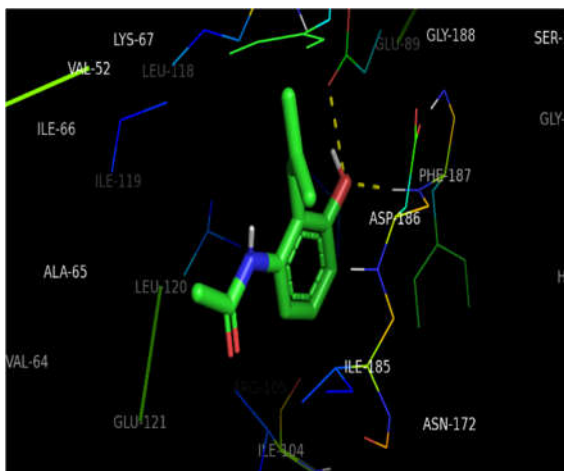 LYS-67
GLU-89
GLY-188
SER-
VAL-52
LEU-118
GLY-
ILE-66
ILE-119
PHE-187
ASP-186
ALA-65
LEU-120
H
VAL-64
ILE-185
GLU-121
ASN-172
ILE-104